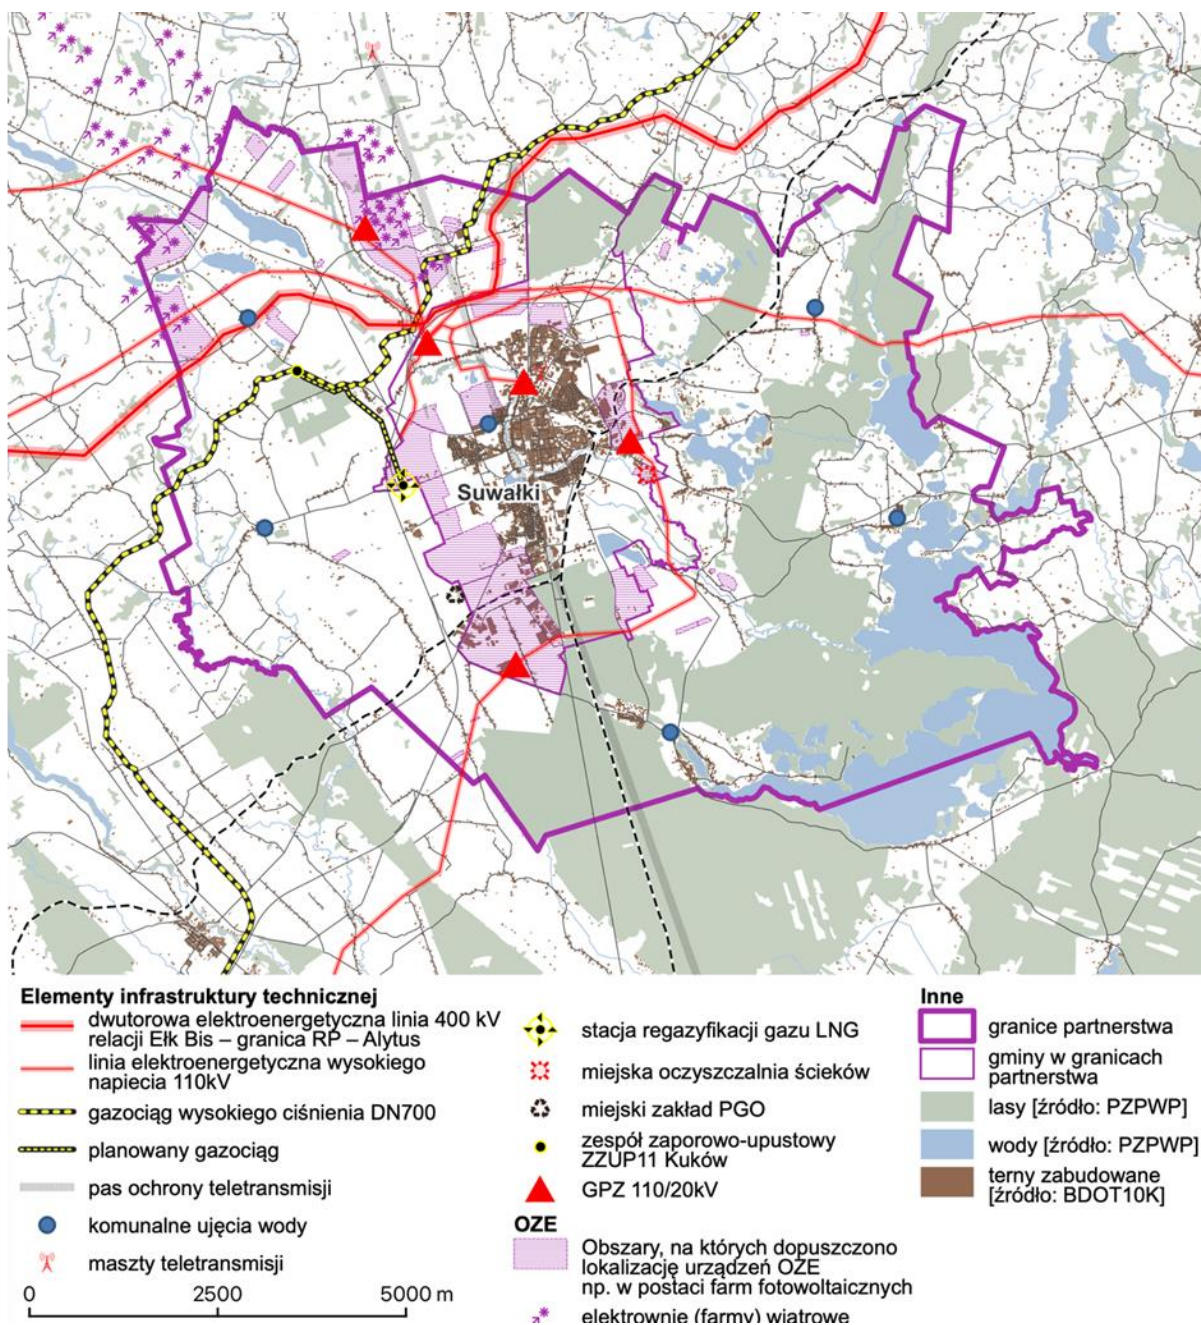 Suwałki
Elementy infrastruktury technicznej
dwutorowa elektroenergetyczna linia 400 kV
relacji Ełk Bis – granica RP – Alytus
linia elektroenergetyczna wysokiego
napiecia 110kV
gazociąg wysokiego ciśnienia DN700
planowany gazociąg
pas ochrony teletransmisji
komunalne ujęcia wody
maszty teletransmisji
0 2500 5000 m
stacja regazyfikacji gazu LNG
miejska oczyszczalnia ścieków
miejski zakład PGO
zespół zaporowo-upustowy
ZZUP11 Kuków
GPZ 110/20kV
OZE
Obszary, na których dopuszczono
lokalizację urządzeń OZE
np. w postaci farm fotowoltaicznych
elektrownie (farmy) wiatrowe
Inne
granice partnerstwa
gminy w granicach
partnerstwa
lasy [źródło: PZPWP]
wody [źródło: PZPWP]
terny zabudowane
[źródło: BDOT10K]